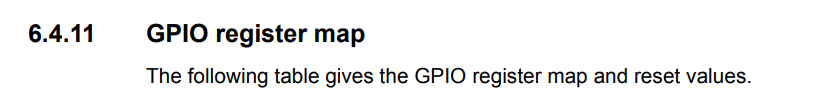 6.4.11 GPIO register map
The following table gives the GPIO register map and reset values.